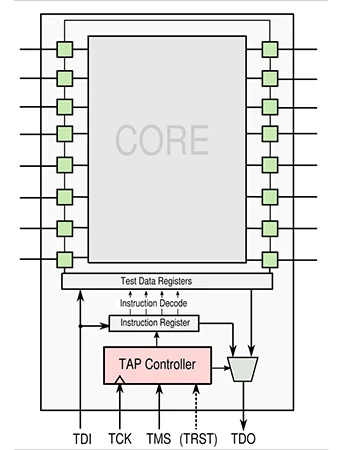 CORE
Test Data Registers
Instruction Decode
Instruction Register
TAP Controller
TDI TCK TMS (TRST) TDO